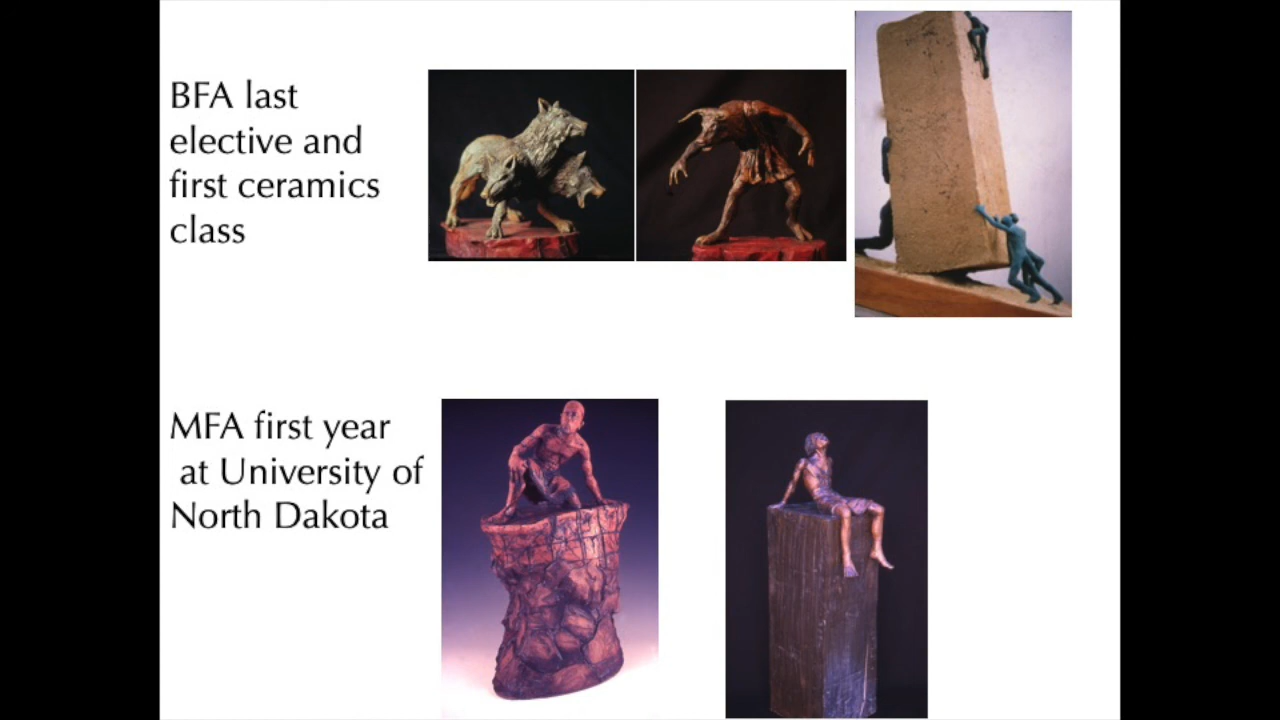 BFA last
elective and
first ceramics
class
MFA first year
at University of
North Dakota